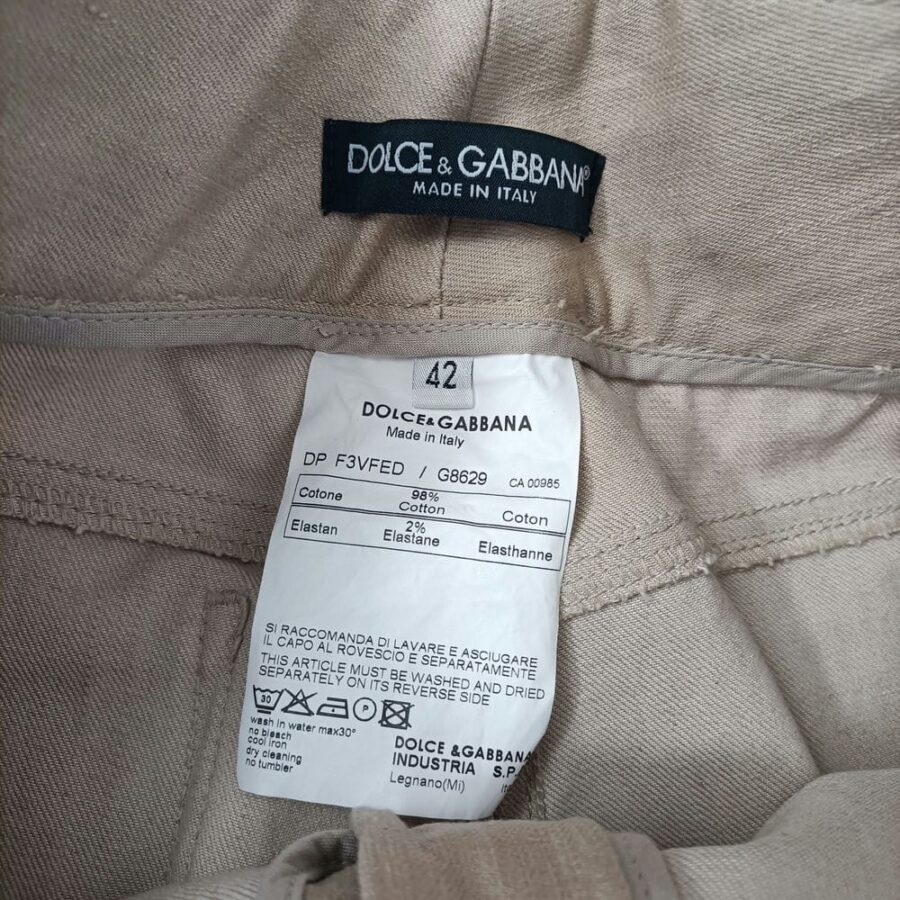 DOLCE & GABBANA®
MADE IN ITALY
42
DOLCE&GABBANA
Made in Italy
DP F3VFED / G8629 CA 00985
Cotone 98% Cotton Coton
Elastan 2% Elastane Elasthanne
SI RACCOMANDA DI LAVARE E ASCIUGARE
IL CAPO AL ROVESCIO E SEPARATAMENTE
THIS ARTICLE MUST BE WASHED AND DRIED
SEPARATELY ON ITS REVERSE SIDE
30 P
wash in water max30°
no bleach
cool iron
dry cleaning
no tumbler
DOLCE &GABBANA
INDUSTRIA S.P.
Legnano(Mi)